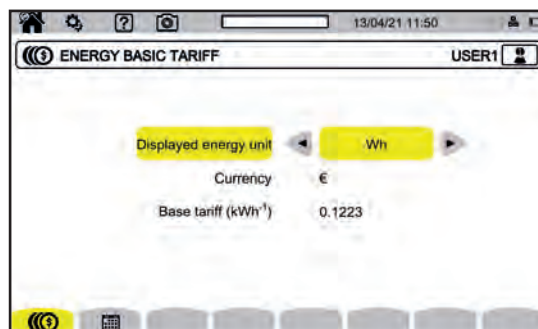 13/04/21 11:50
ENERGY BASIC TARIFF USER1
Displayed energy unit Wh
Currency €
Base tariff (kWh⁻¹) 0.1223